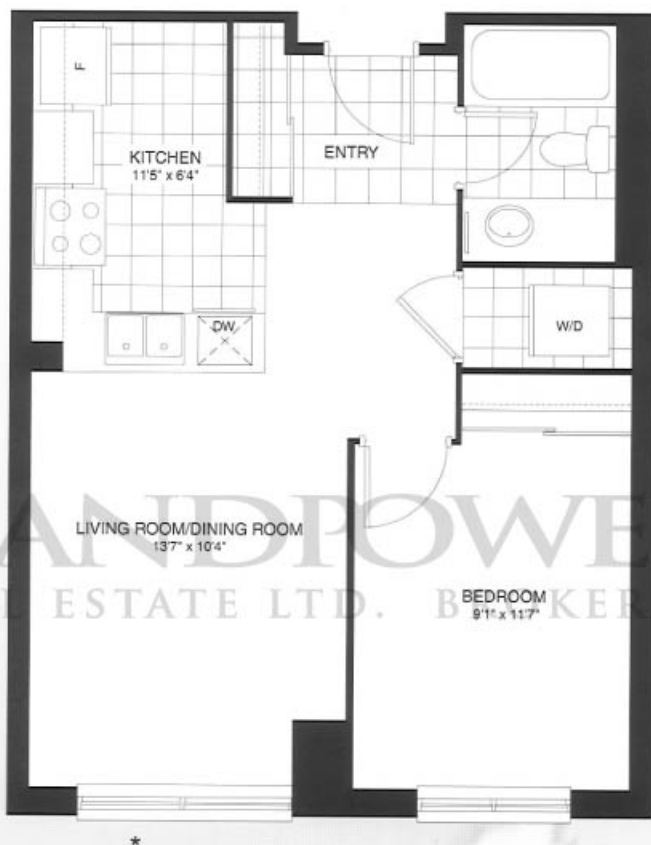 F
KITCHEN
11'5" x 6'4"
ENTRY
DW
W/D
LIVING ROOM/DINING ROOM
13'7" x 10'4"
ANDPOWE
L ESTATE LTD. BROKER
BEDROOM
9'1" x 11'7"
*